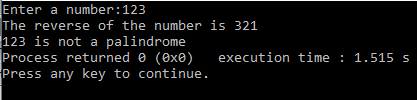 Enter a number:123
The reverse of the number is 321
123 is not a palindrome
Process returned 0 (0x0)   execution time : 1.515 s
Press any key to continue.